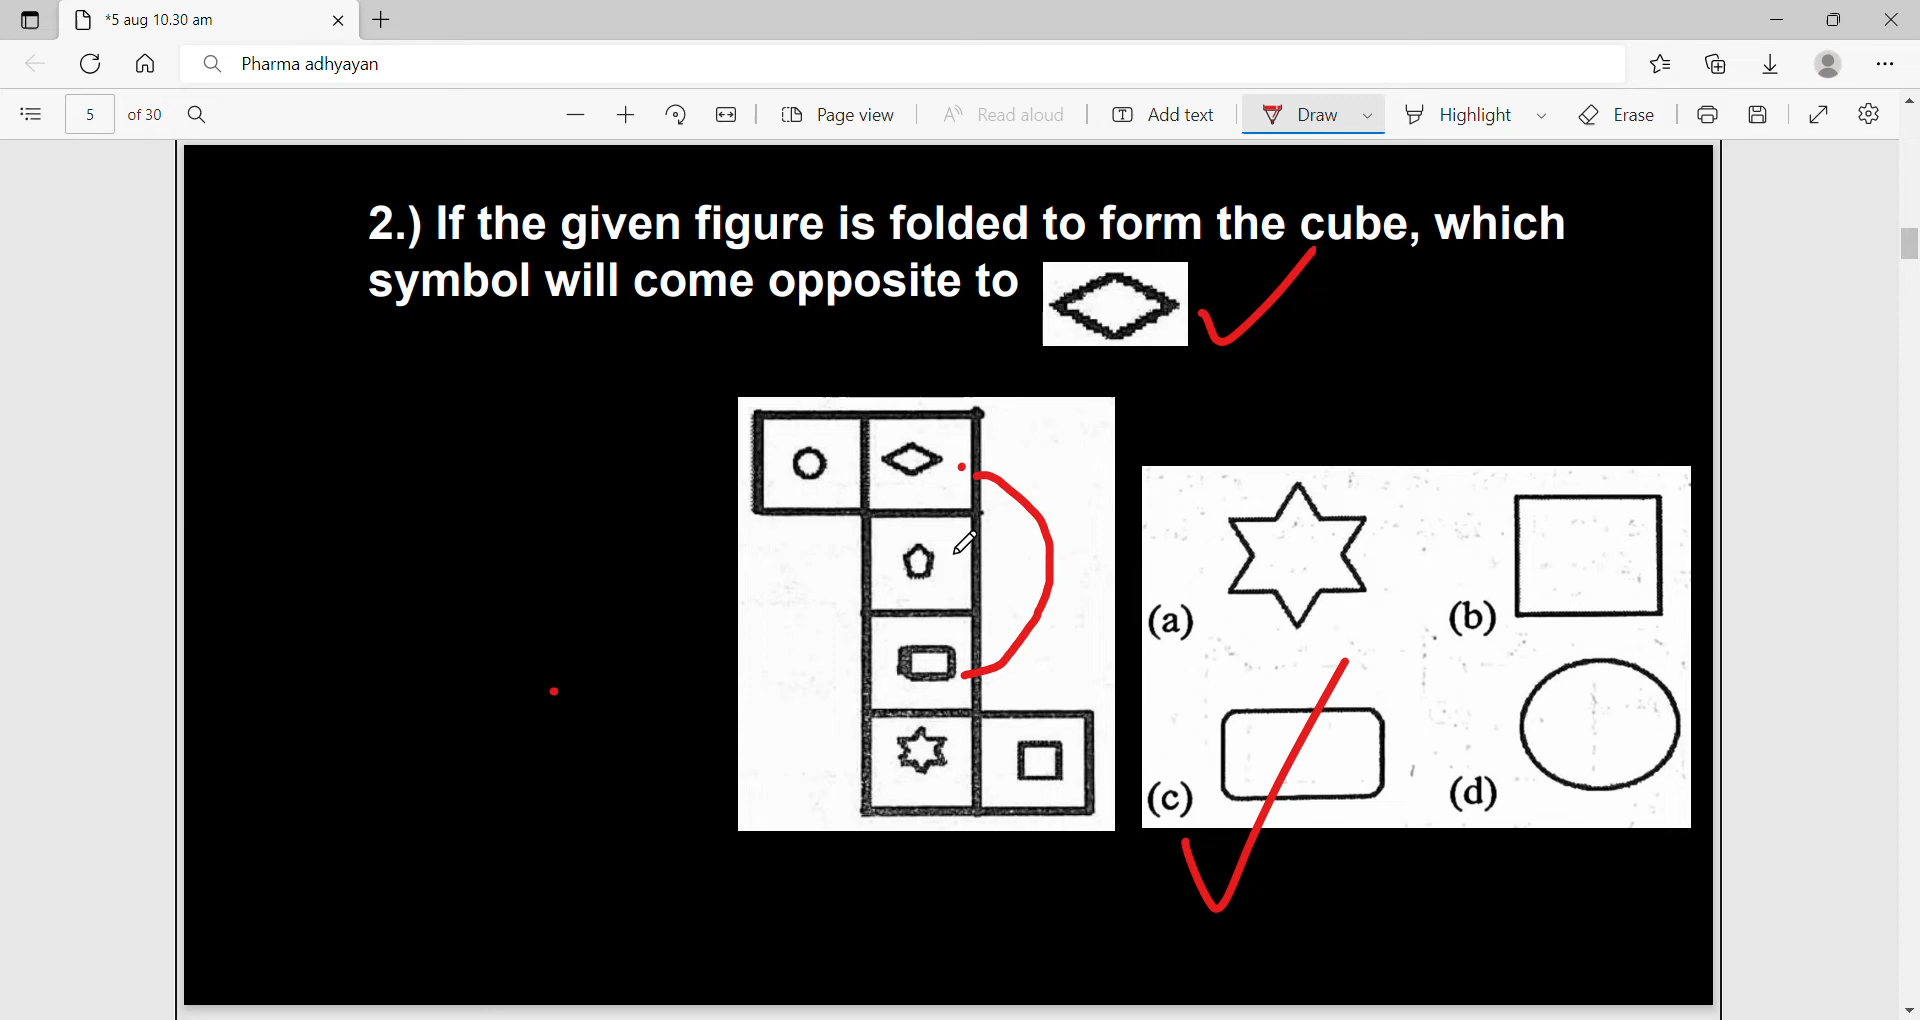 *5 aug 10.30 am
Pharma adhyayan
5 of 30
Page view
Read aloud
Add text
Draw
Highlight
Erase
2.) If the given figure is folded to form the cube, which
symbol will come opposite to
(a)
(b)
(c)
(d)